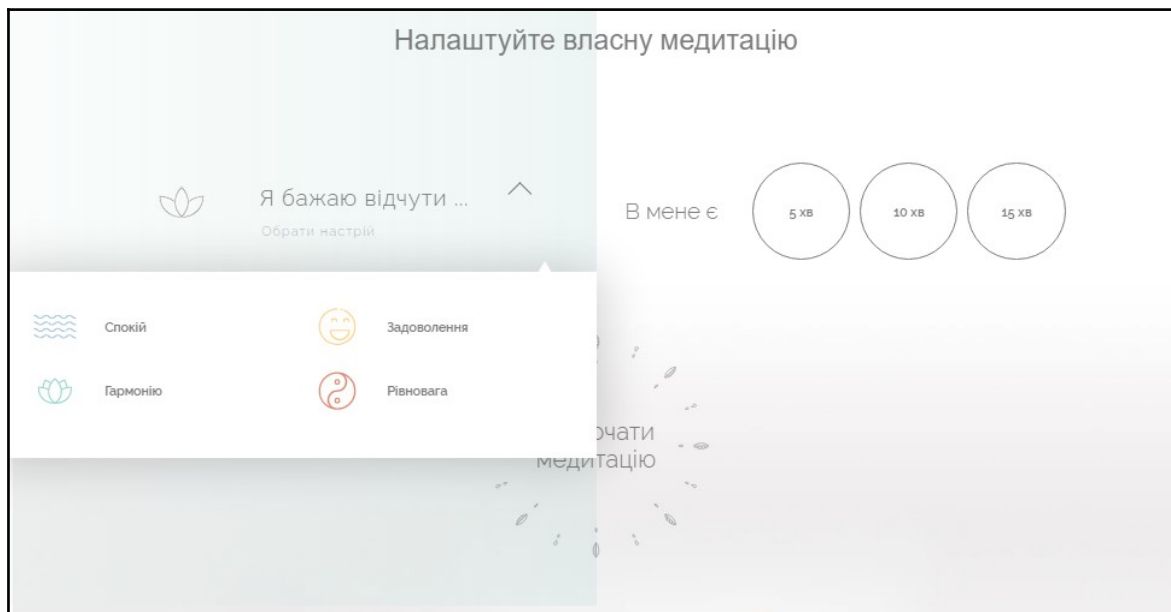 Налаштуйте власну медитацію
Я бажаю відчути ...
Обрати настрій
В мене є
5 хв
10 хв
15 хв
Спокій
Задоволення
Гармонію
Рівновага
медитацію